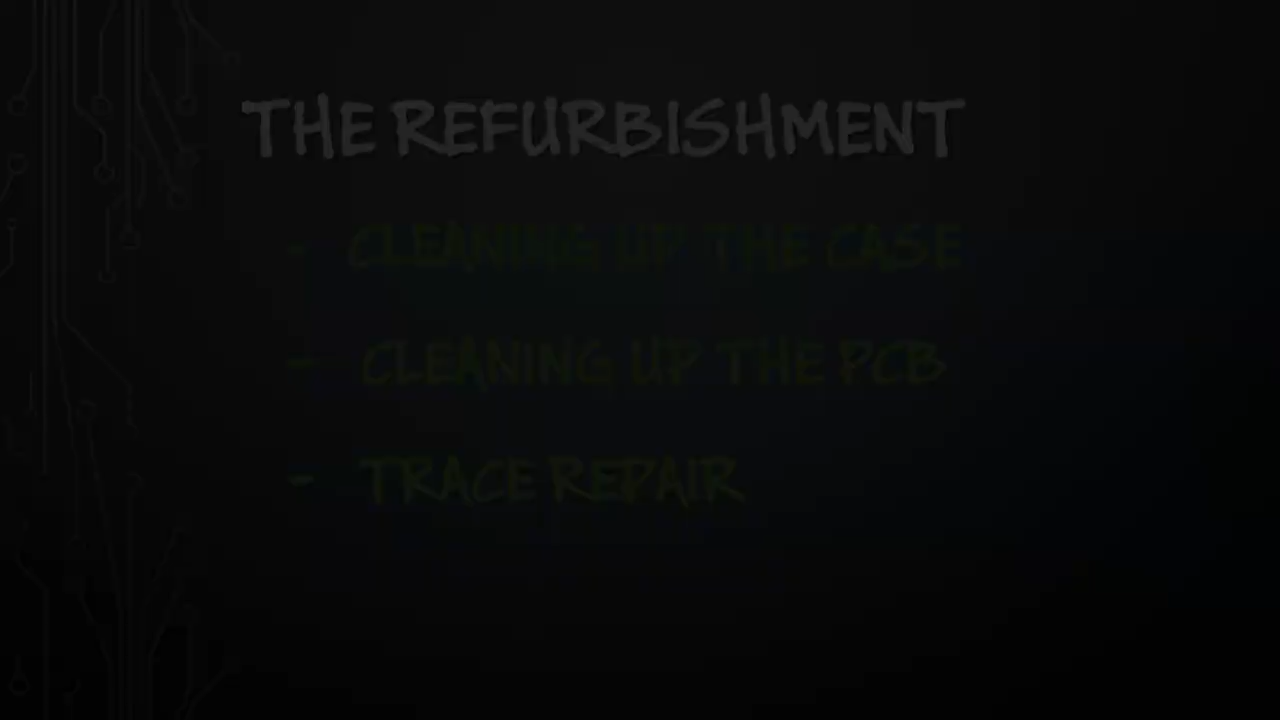 THE REFURBISHMENT
- CLEANING UP THE CASE
- CLEANING UP THE PCB
- TRACE REPAIR